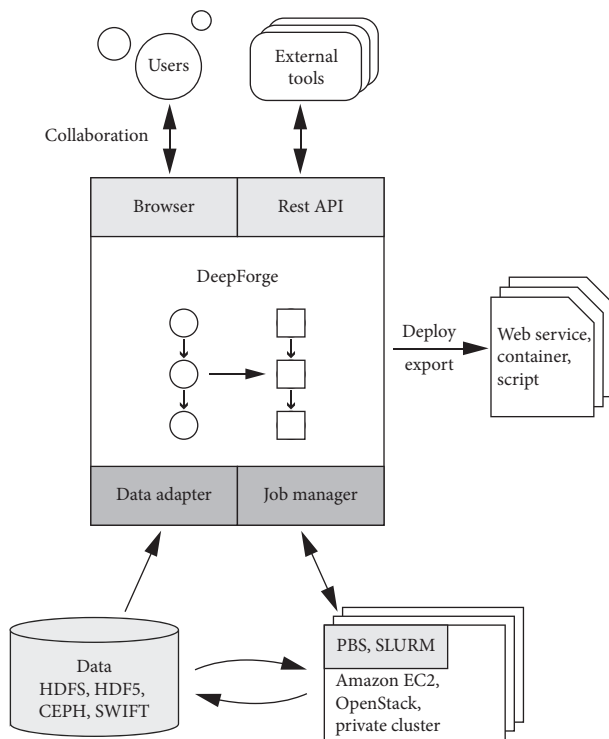 Users
External
tools
Collaboration
Browser
Rest API
DeepForge
Deploy
export
Web service,
container,
script
Data adapter
Job manager
Data
HDFS, HDF5,
CEPH, SWIFT
PBS, SLURM
Amazon EC2,
OpenStack,
private cluster